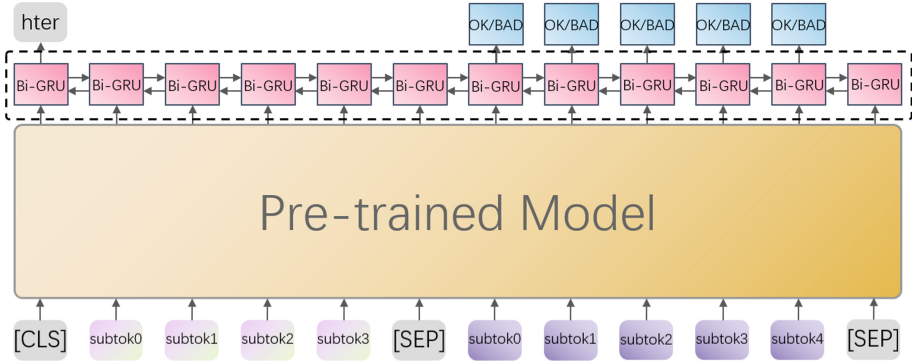 hter OK/BAD OK/BAD OK/BAD OK/BAD OK/BAD
Bi-GRU Bi-GRU Bi-GRU Bi-GRU Bi-GRU Bi-GRU Bi-GRU Bi-GRU Bi-GRU Bi-GRU Bi-GRU Bi-GRU
Pre-trained Model
[CLS] subtok0 subtok1 subtok2 subtok3 [SEP] subtok0 subtok1 subtok2 subtok3 subtok4 [SEP]